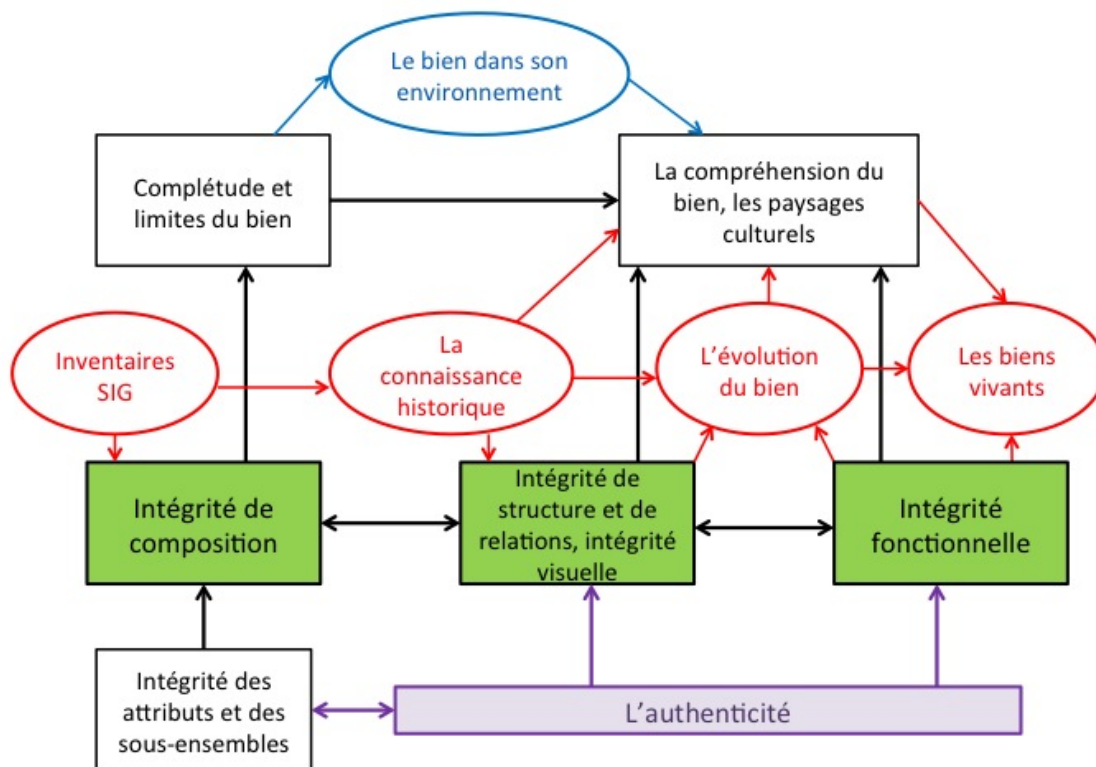 Le bien dans son
environnement
Complétude et
limites du bien
La compréhension du
bien, les paysages
culturels
Inventaires
SIG
La
connaissance
historique
L’évolution
du bien
Les biens
vivants
Intégrité de
composition
Intégrité de
structure et de
relations, intégrité
visuelle
Intégrité
fonctionnelle
Intégrité des
attributs et des
sous-ensembles
L’authenticité